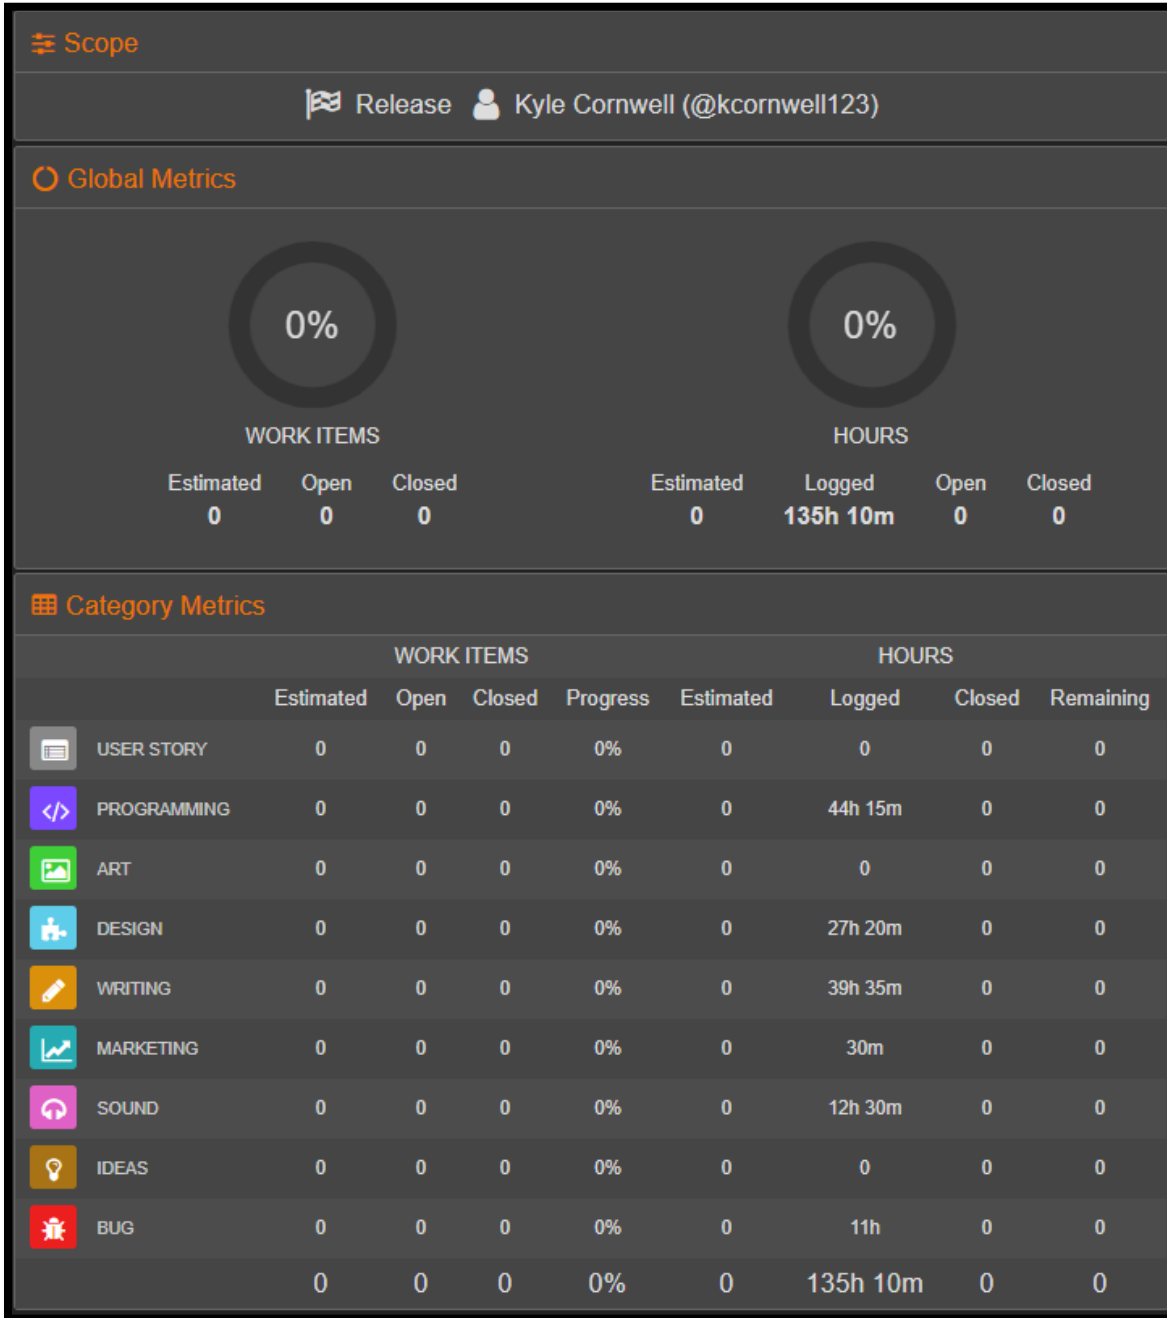 Scope
Release Kyle Cornwell (@kcornwell123)
Global Metrics
0% 0%
WORK ITEMS HOURS
Estimated Open Closed Estimated Logged Open Closed
0 0 0 0 135h 10m 0 0
Category Metrics
WORK ITEMS HOURS
Estimated Open Closed Progress Estimated Logged Closed Remaining
USER STORY 0 0 0 0% 0 0 0 0
PROGRAMMING 0 0 0 0% 0 44h 15m 0 0
ART 0 0 0 0% 0 0 0 0
DESIGN 0 0 0 0% 0 27h 20m 0 0
WRITING 0 0 0 0% 0 39h 35m 0 0
MARKETING 0 0 0 0% 0 30m 0 0
SOUND 0 0 0 0% 0 12h 30m 0 0
IDEAS 0 0 0 0% 0 0 0 0
BUG 0 0 0 0% 0 11h 0 0
0 0 0 0% 0 135h 10m 0 0